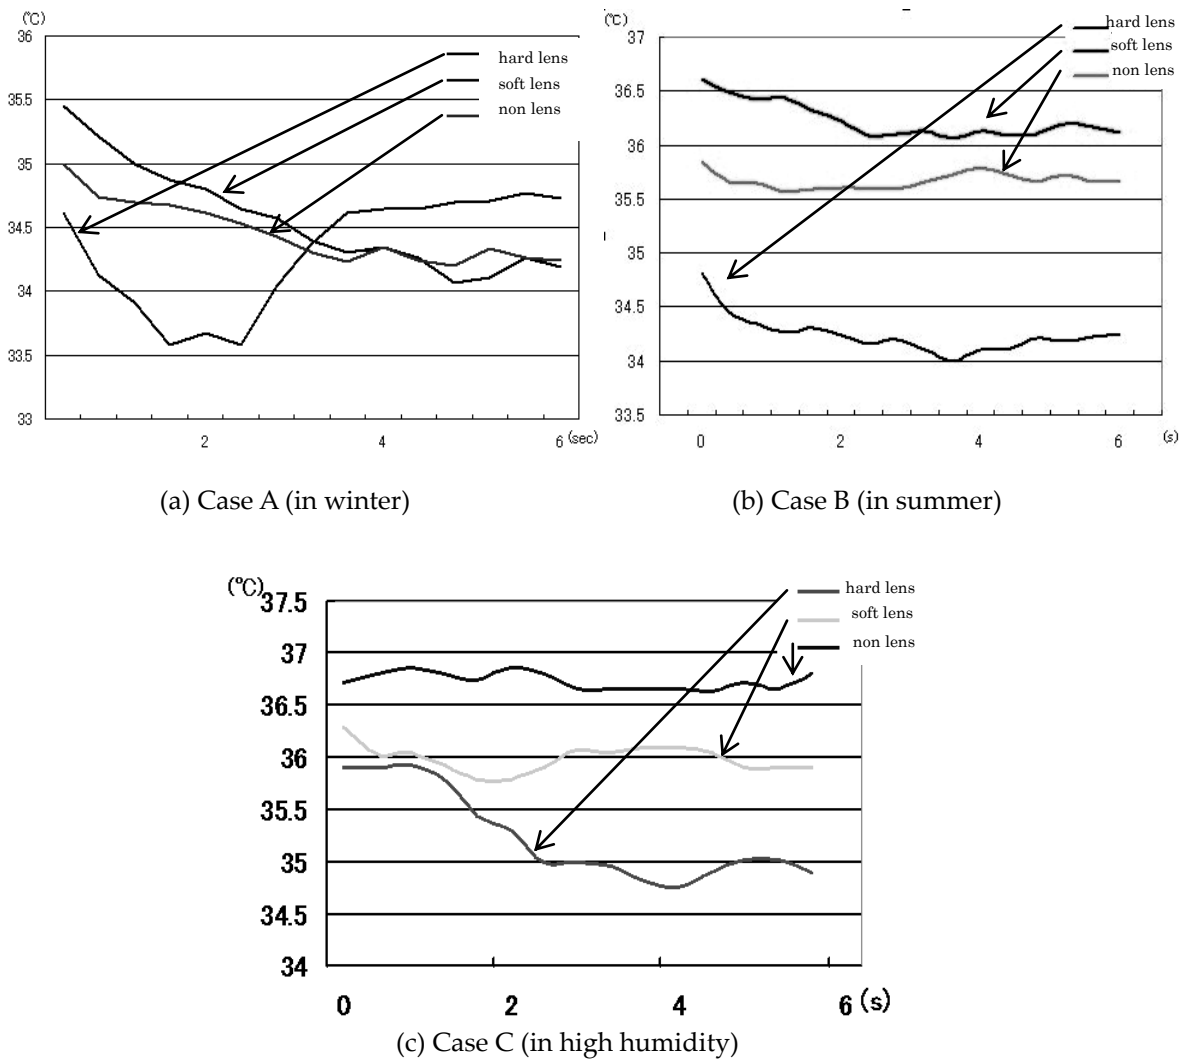 (℃)
36
35.5
35
34.5
34
33.5
33
2
4
6 (sec)
hard lens
soft lens
non lens
(a) Case A (in winter)
(℃)
37
36.5
36
35.5
35
34.5
34
33.5
0
2
4
6
(s)
hard lens
soft lens
non lens
(b) Case B (in summer)
(℃)
37.5
37
36.5
36
35.5
35
34.5
34
0
2
4
6 (s)
hard lens
soft lens
non lens
(c) Case C (in high humidity)